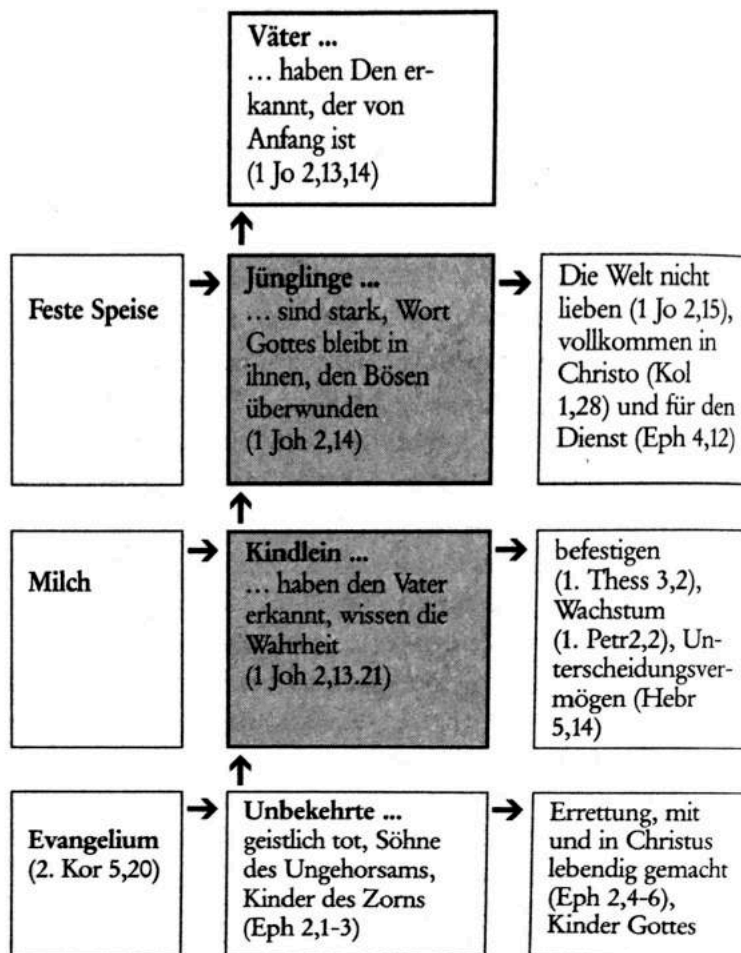 Väter ...
... haben Den er-
kannt, der von
Anfang ist
(1 Jo 2,13,14)
Feste Speise
Jünglinge ...
... sind stark, Wort
Gottes bleibt in
ihnen, den Bösen
überwunden
(1 Joh 2,14)
Die Welt nicht
lieben (1 Jo 2,15),
vollkommen in
Christo (Kol
1,28) und für den
Dienst (Eph 4,12)
Milch
Kindlein ...
... haben den Vater
erkannt, wissen die
Wahrheit
(1 Joh 2,13.21)
befestigen
(1. Thess 3,2),
Wachstum
(1. Petr2,2), Un-
terscheidungsver-
mögen (Hebr
5,14)
Evangelium
(2. Kor 5,20)
Unbekehrte ...
geistlich tot, Söhne
des Ungehorsams,
Kinder des Zorns
(Eph 2,1-3)
Errettung, mit
und in Christus
lebendig gemacht
(Eph 2,4-6),
Kinder Gottes